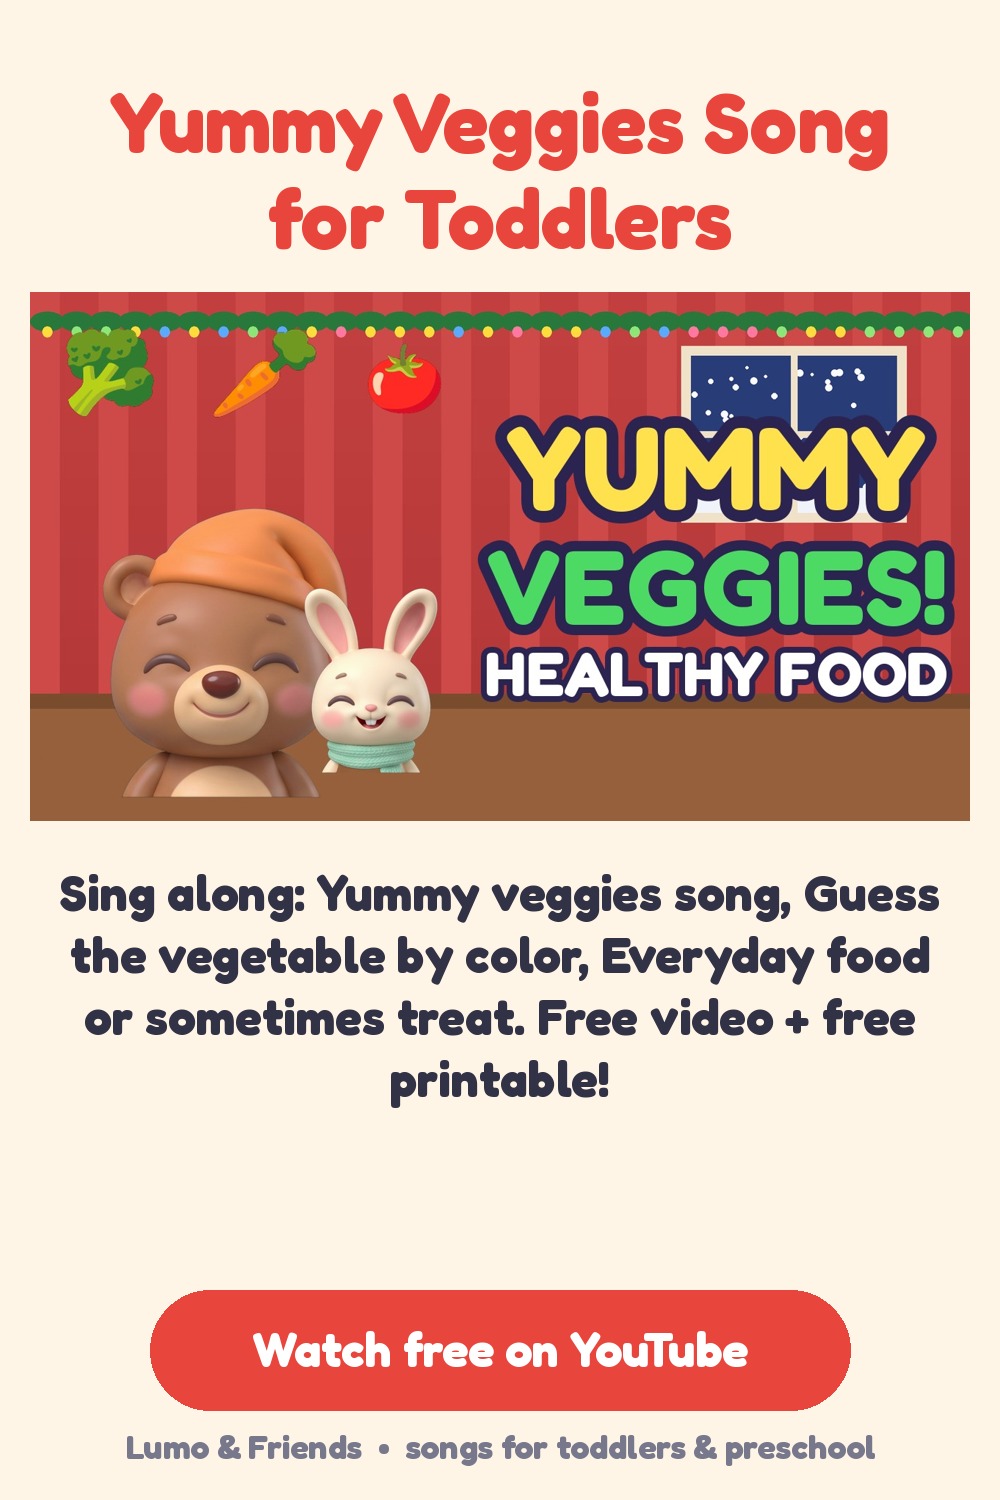 Yummy Veggies Song
for Toddlers
YUMMY
VEGGIES!
HEALTHY FOOD
Sing along: Yummy veggies song, Guess
the vegetable by color, Everyday food
or sometimes treat. Free video + free
printable!
Watch free on YouTube
Lumo & Friends • songs for toddlers & preschool